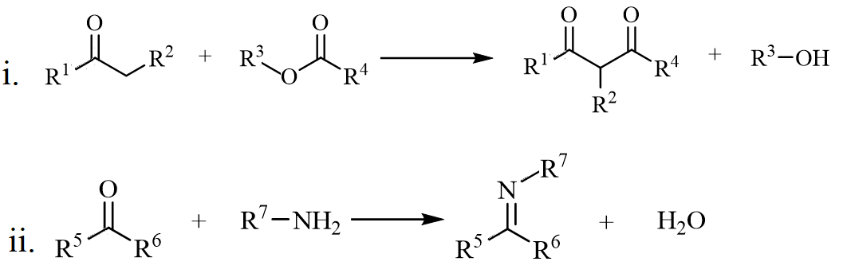 i. R¹ O R² + R³ O O R⁴ R¹ O O R⁴ R² + R³–OH
ii. R⁵ O R⁶ + R⁷–NH₂ N R⁷ R⁵ R⁶ + H₂O